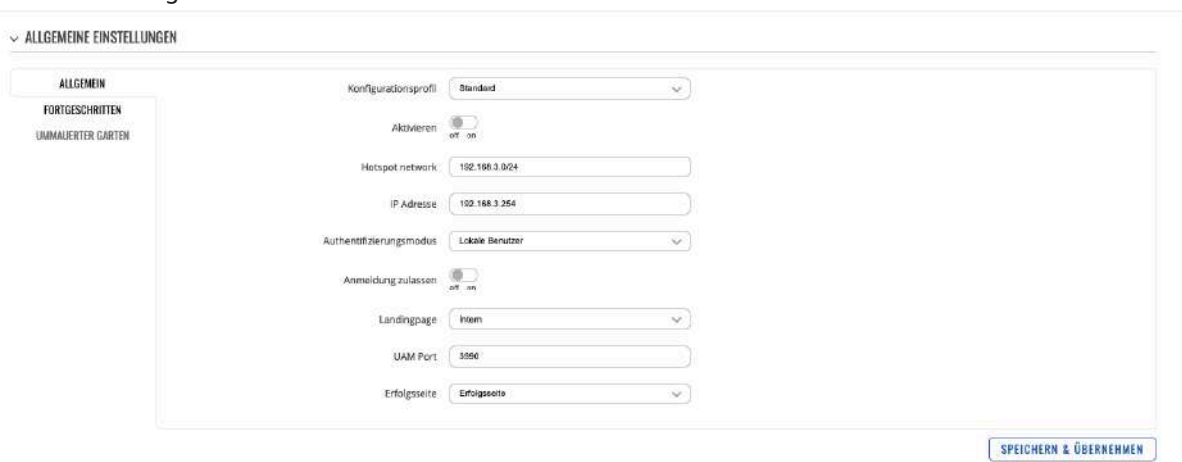 ALLGEMEINE EINSTELLUNGEN
ALLGEMEIN
FORTGESCHRITTEN
UMMAUERTER GARTEN
Konfigurationsprofil Standard
Aktivieren
off on
Hotspot network 192.168.3.0/24
IP Adresse 192.168.3.254
Authentifizierungsmodus Lokale Benutzer
Anmeldung zulassen
off on
Landingpage Intern
UAM Port 3990
Erfolgsseite Erfolgsseite
SPEICHERN & ÜBERNEHMEN